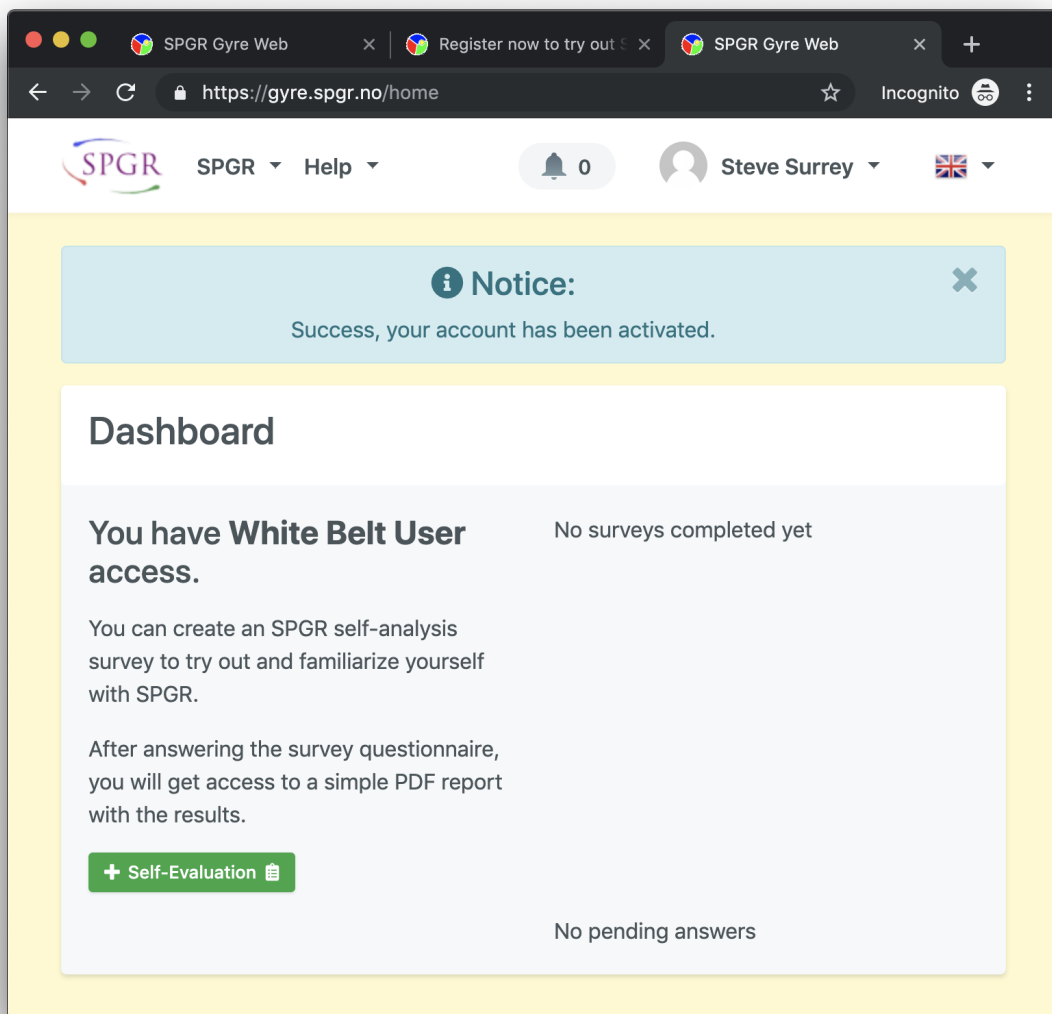 SPGR Gyre Web
Register now to try out S
SPGR Gyre Web
https://gyre.spgr.no/home
Incognito
SPGR
SPGR
Help
0
Steve Surrey
Notice:
Success, your account has been activated.
Dashboard
You have White Belt User
access.
You can create an SPGR self-analysis
survey to try out and familiarize yourself
with SPGR.
After answering the survey questionnaire,
you will get access to a simple PDF report
with the results.
Self-Evaluation
No surveys completed yet
No pending answers